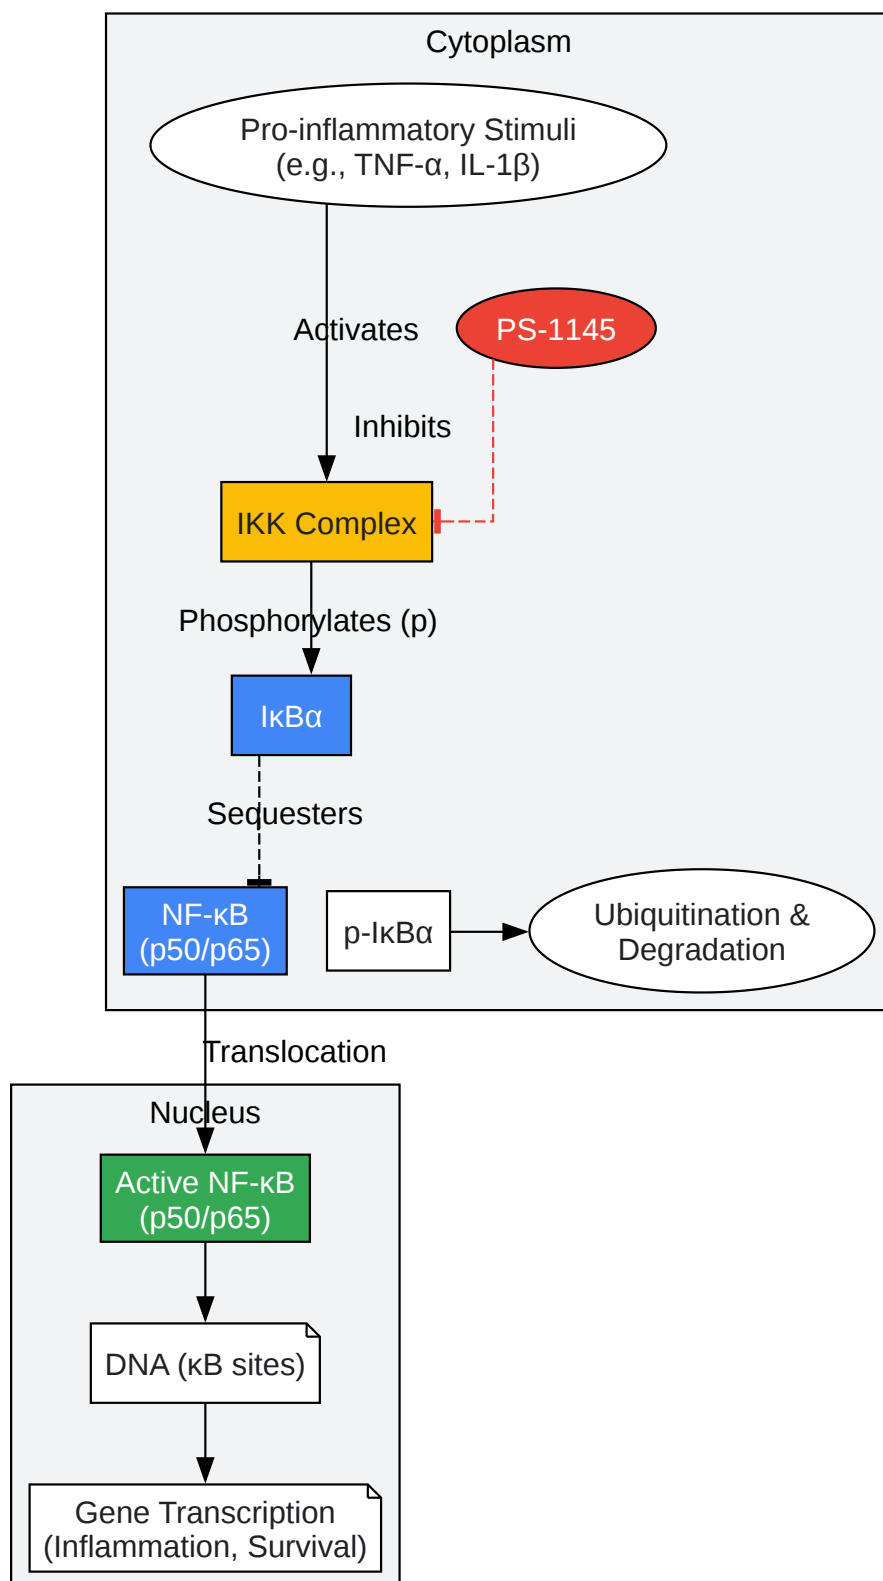 Cytoplasm
Pro-inflammatory Stimuli
(e.g., TNF-α, IL-1β)
Activates
PS-1145
Inhibits
IKK Complex
Phosphorylates (p)
IκBα
Sequesters
NF-κB
(p50/p65)
p-IκBα
Ubiquitination &
Degradation
Translocation
Nucleus
Active NF-κB
(p50/p65)
DNA (κB sites)
Gene Transcription
(Inflammation, Survival)